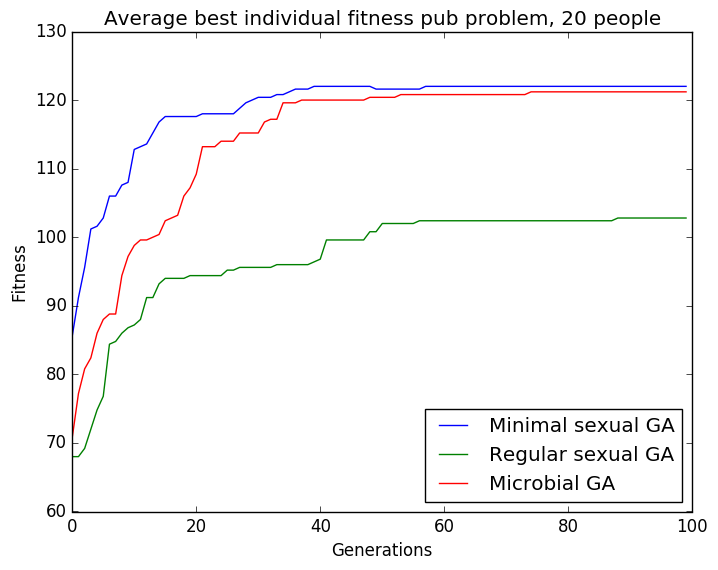 Average best individual fitness pub problem, 20 people
130
120
110
100
90
80
70
60
Fitness
Minimal sexual GA
Regular sexual GA
Microbial GA
0 20 40 60 80 100
Generations